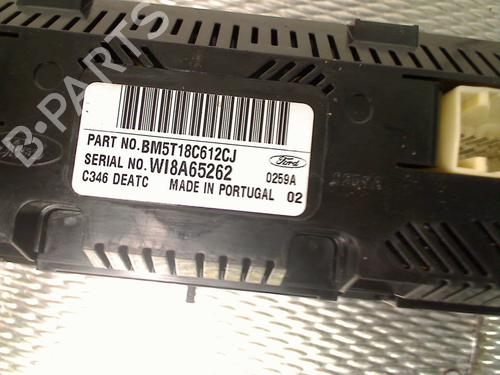 B-PARTS
PART NO.BM5T18C612CJ
SERIAL NO.WI8A65262
Ford
0259A
C346 DEATC MADE IN PORTUGAL 02